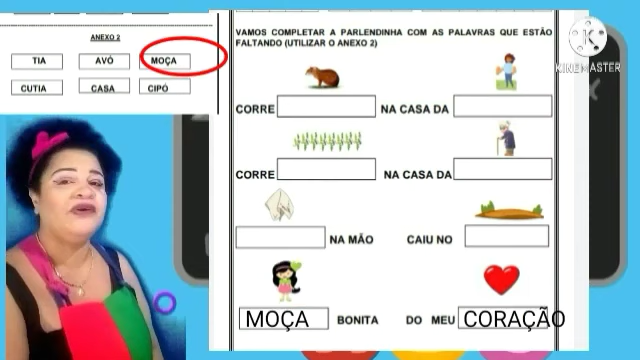 ANEXO 2
TIA AVÓ MOÇA
CUTIA CASA CIPÓ
VAMOS COMPLETAR A PARLENDINHA COM AS PALAVRAS QUE ESTÃO
FALTANDO (UTILIZAR O ANEXO 2)
CORRE NA CASA DA
CORRE NA CASA DA
NA MÃO CAIU NO
MOÇA BONITA DO MEU CORAÇÃO
KINEMASTER